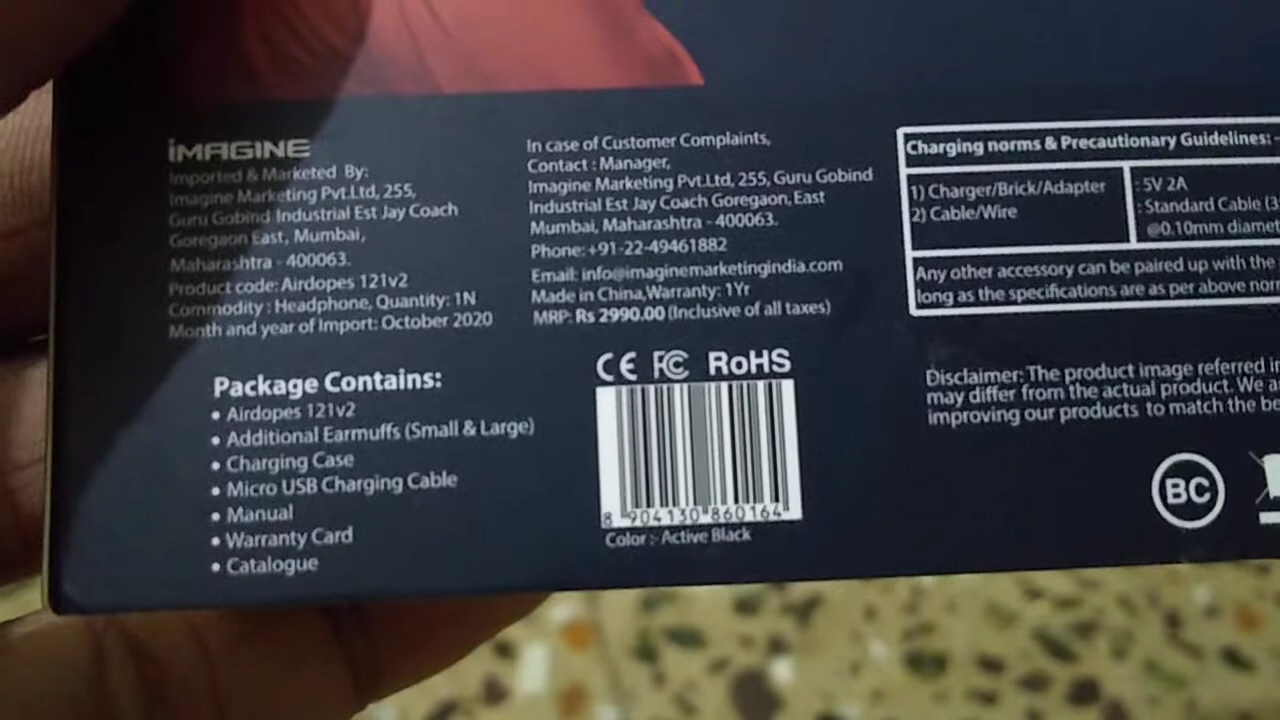 iMAGINE
Imported & Marketed By:
Imagine Marketing Pvt.Ltd, 255,
Guru Gobind Industrial Est Jay Coach
Goregaon East, Mumbai,
Maharashtra - 400063.
Product code: Airdopes 121v2
Commodity : Headphone, Quantity: 1N
Month and year of Import: October 2020
Package Contains:
• Airdopes 121v2
• Additional Earmuffs (Small & Large)
• Charging Case
• Micro USB Charging Cable
• Manual
• Warranty Card
• Catalogue
In case of Customer Complaints,
Contact : Manager,
Imagine Marketing Pvt.Ltd, 255, Guru Gobind
Industrial Est Jay Coach Goregaon, East
Mumbai, Maharashtra - 400063.
Phone: +91-22-49461882
Email: info@imaginemarketingindia.com
Made in China,Warranty: 1Yr
MRP: Rs 2990.00 (Inclusive of all taxes)
CE FC RoHS
8 904130 860164
Color :- Active Black
Charging norms & Precautionary Guidelines: -
1) Charger/Brick/Adapter : 5V 2A
2) Cable/Wire : Standard Cable (3
@0.10mm diamet
Any other accessory can be paired up with the
long as the specifications are as per above nor
Disclaimer: The product image referred in
may differ from the actual product. We a
improving our products to match the be
BC